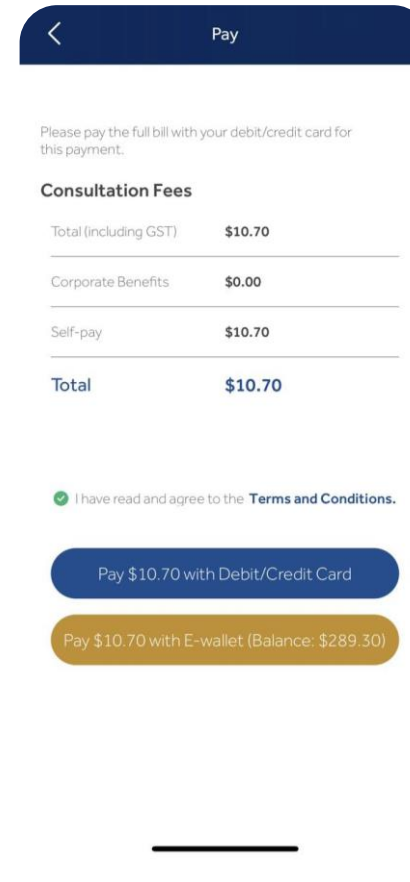 Pay
Please pay the full bill with your debit/credit card for
this payment.
Consultation Fees
Total (including GST) $10.70
Corporate Benefits $0.00
Self-pay $10.70
Total $10.70
I have read and agree to the Terms and Conditions.
Pay $10.70 with Debit/Credit Card
Pay $10.70 with E-wallet (Balance: $289.30)